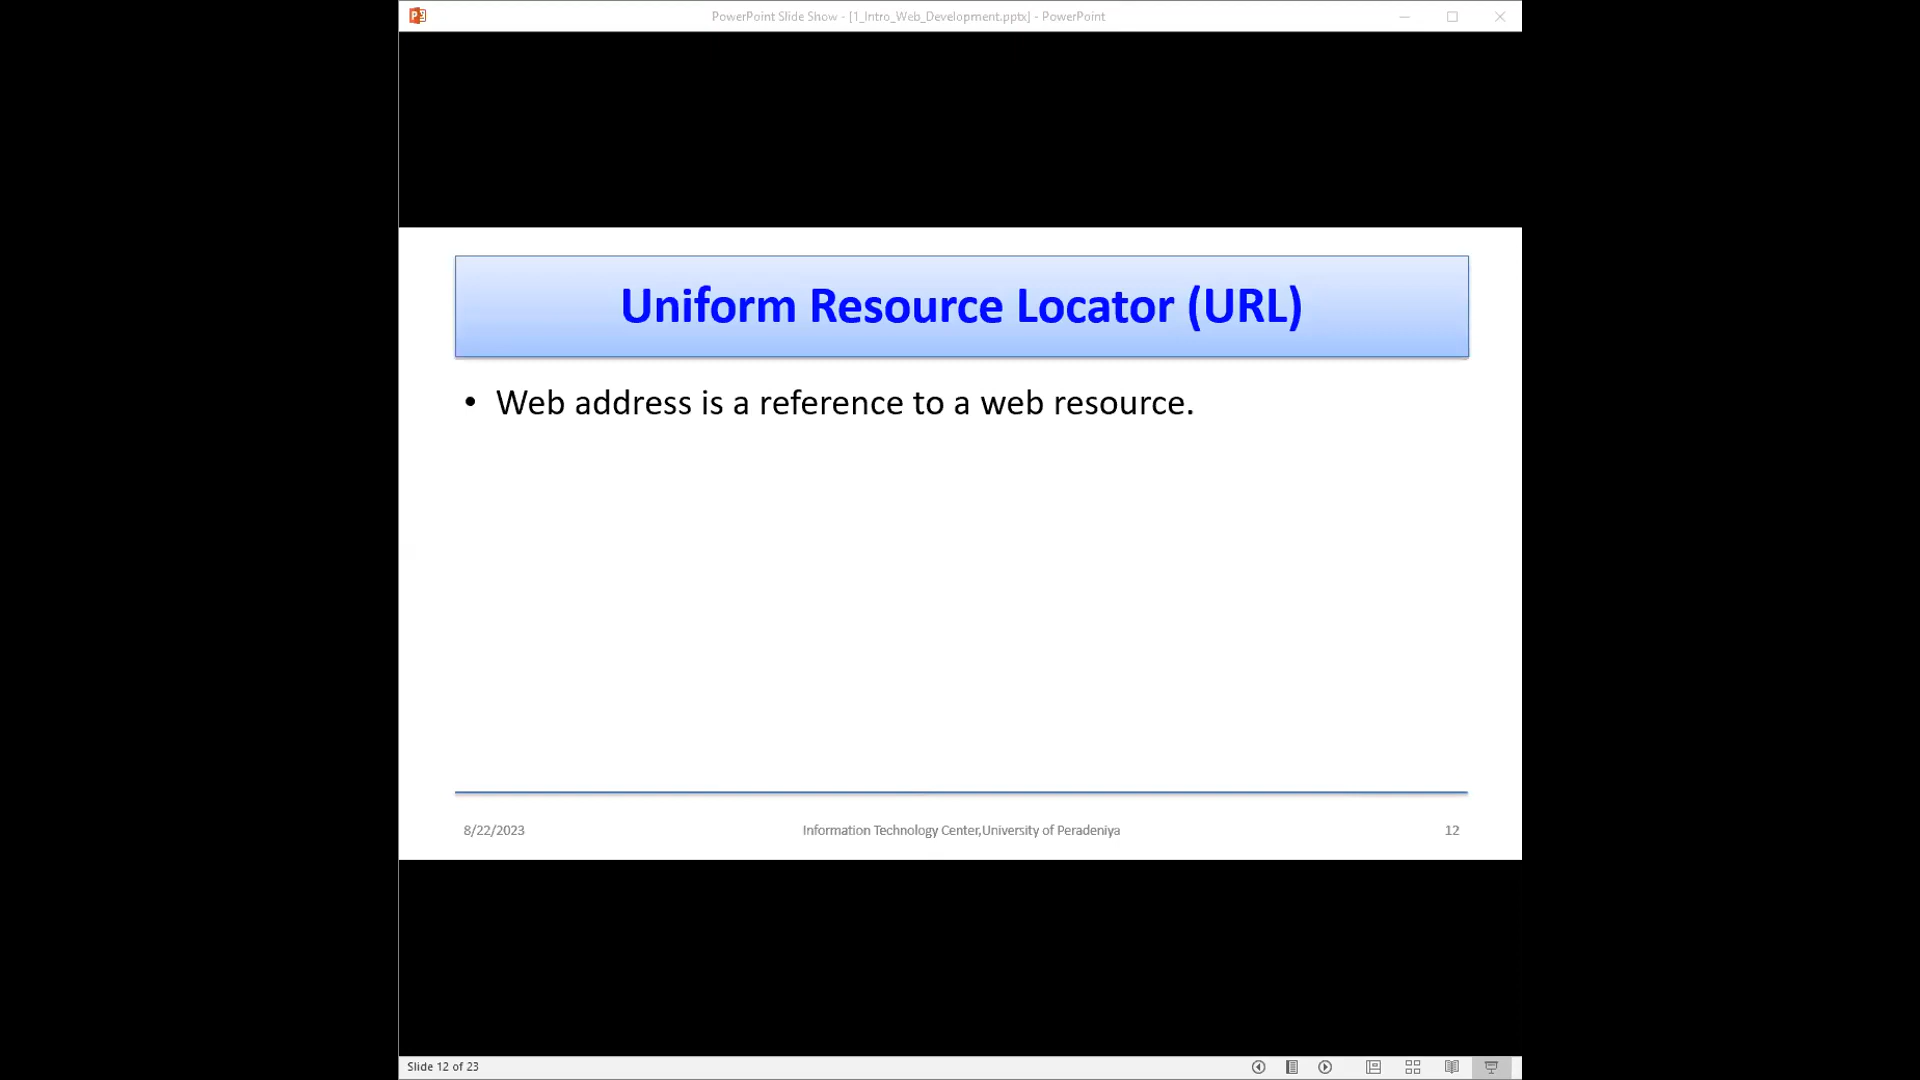 PowerPoint Slide Show - [1_Intro_Web_Development.pptx] - PowerPoint
Uniform Resource Locator (URL)
• Web address is a reference to a web resource.
8/22/2023
Information Technology Center,University of Peradeniya
12
Slide 12 of 23